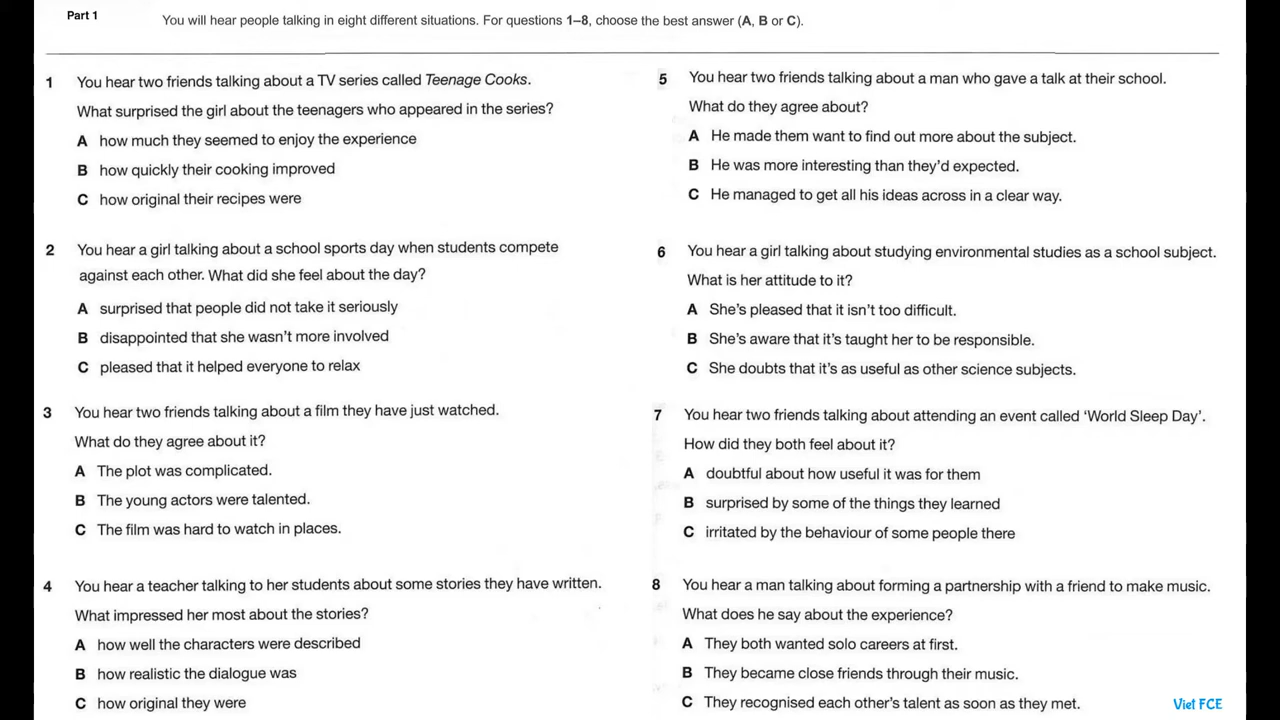 Part 1
You will hear people talking in eight different situations. For questions 1–8, choose the best answer (A, B or C).
1 You hear two friends talking about a TV series called Teenage Cooks.
What surprised the girl about the teenagers who appeared in the series?
A how much they seemed to enjoy the experience
B how quickly their cooking improved
C how original their recipes were
2 You hear a girl talking about a school sports day when students compete
against each other. What did she feel about the day?
A surprised that people did not take it seriously
B disappointed that she wasn't more involved
C pleased that it helped everyone to relax
3 You hear two friends talking about a film they have just watched.
What do they agree about it?
A The plot was complicated.
B The young actors were talented.
C The film was hard to watch in places.
4 You hear a teacher talking to her students about some stories they have written.
What impressed her most about the stories?
A how well the characters were described
B how realistic the dialogue was
C how original they were
5 You hear two friends talking about a man who gave a talk at their school.
What do they agree about?
A He made them want to find out more about the subject.
B He was more interesting than they'd expected.
C He managed to get all his ideas across in a clear way.
6 You hear a girl talking about studying environmental studies as a school subject.
What is her attitude to it?
A She's pleased that it isn't too difficult.
B She's aware that it's taught her to be responsible.
C She doubts that it's as useful as other science subjects.
7 You hear two friends talking about attending an event called 'World Sleep Day'.
How did they both feel about it?
A doubtful about how useful it was for them
B surprised by some of the things they learned
C irritated by the behaviour of some people there
8 You hear a man talking about forming a partnership with a friend to make music.
What does he say about the experience?
A They both wanted solo careers at first.
B They became close friends through their music.
C They recognised each other's talent as soon as they met.
Viet FCE